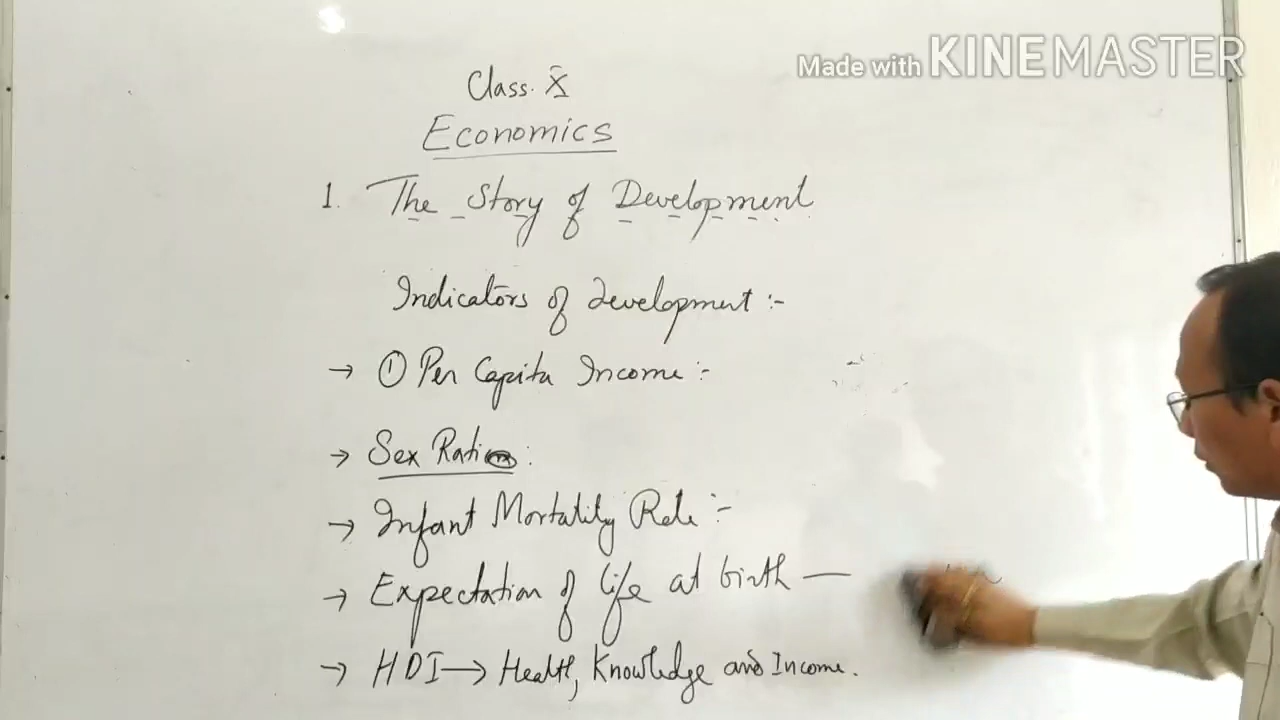 Made with KINEMASTER
Class. X
Economics
1. The Story of Development
Indicators of development :-
→ ① Per Capita Income :-
→ Sex Ratio :
→ Infant Mortality Rate :-
→ Expectation of life at birth —
→ HDI → Health, Knowledge and Income.